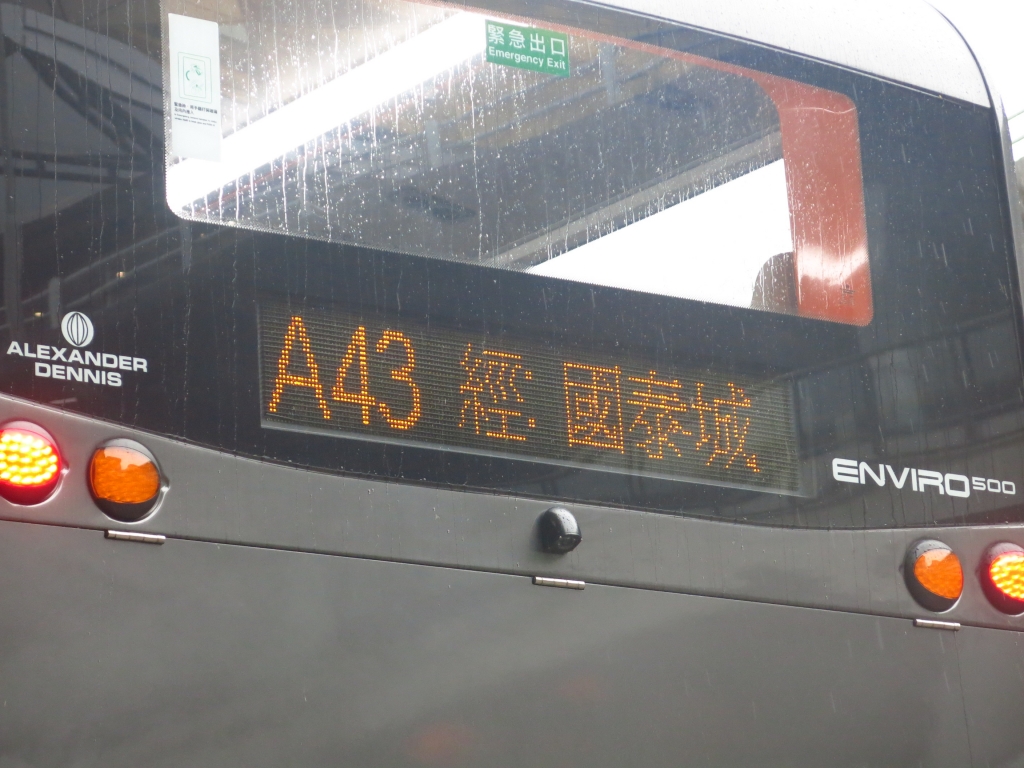 緊急出口
Emergency Exit
A43 經 國泰城
ALEXANDER
DENNIS
ENVIRO500